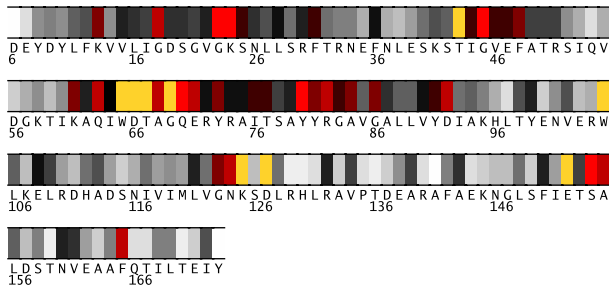 DEYDYLFKVVLIGDSGVGKSNLLSRFTRNEFNLESKSTIGVEFATRSIQV
6 16 26 36 46
DGKTIKAQIWDTAGQERYRAITSAYYRGAVGALLVYDIAKHLTYENVERW
56 66 76 86 96
LKELRDHADSNIVIMLVGNKSDLRHLRAVPTDEARAFAEKNGLSFIETSA
106 116 126 136 146
LDSTNVEAAFQTILTEIY
156 166